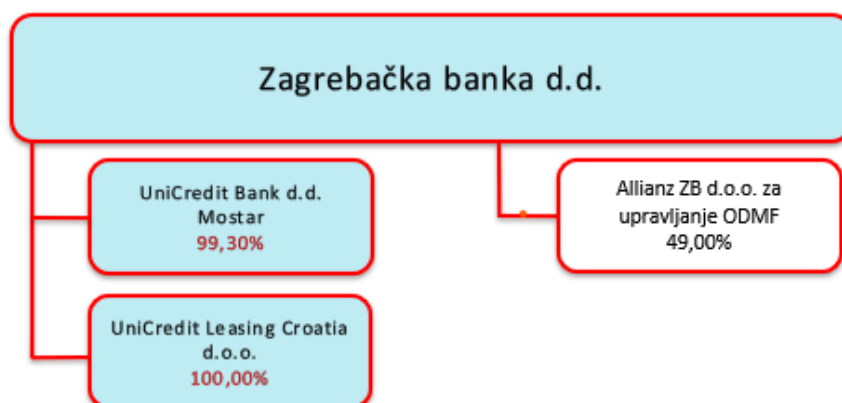 Zagrebačka banka d.d.
UniCredit Bank d.d.
Mostar
99,30%
Allianz ZB d.o.o. za
upravljanje ODMF
49,00%
UniCredit Leasing Croatia
d.o.o.
100,00%